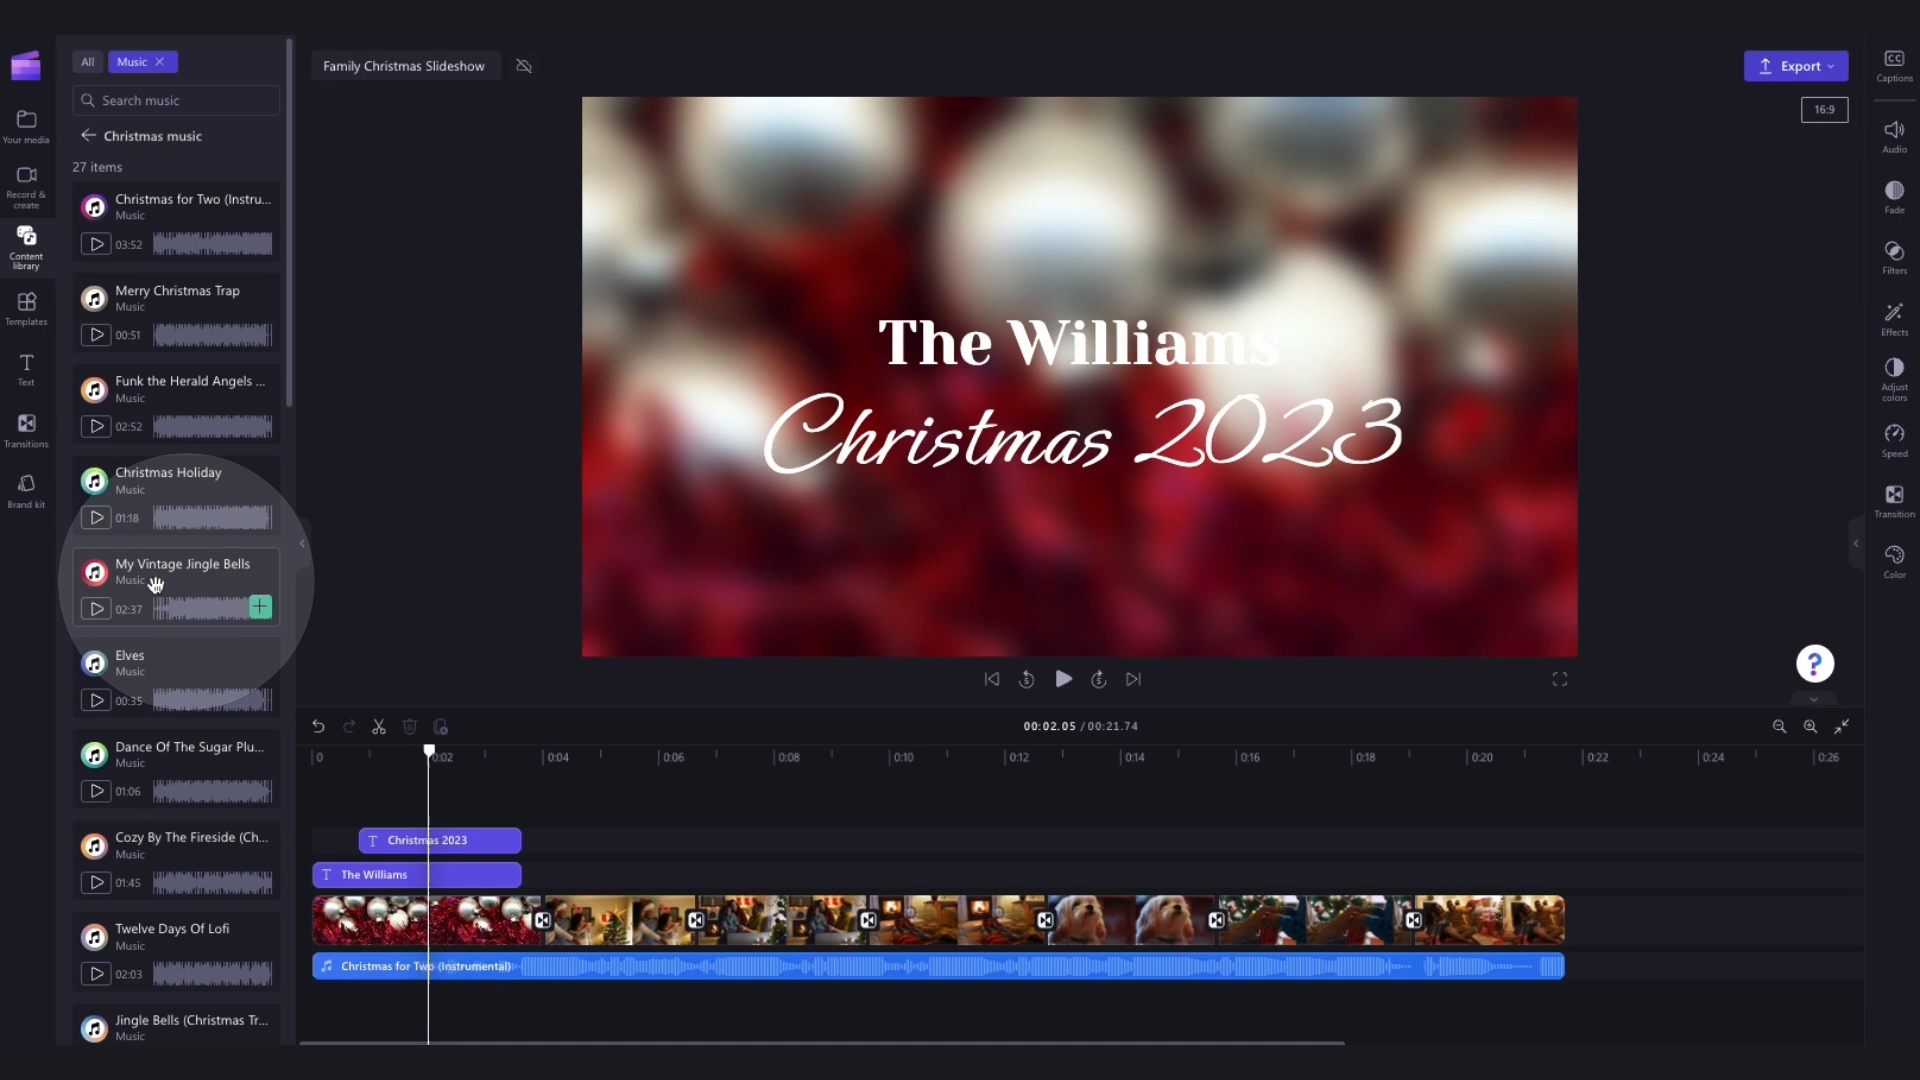 All
Music
Search music
Christmas music
27 items
Christmas for Two (Instru...
Music
03:52
Merry Christmas Trap
Music
00:51
Funk the Herald Angels ...
Music
02:52
Christmas Holiday
Music
01:18
My Vintage Jingle Bells
Music
02:37
Elves
Music
00:35
Dance Of The Sugar Plu...
Music
01:06
Cozy By The Fireside (Ch...
Music
01:45
Twelve Days Of Lofi
Music
02:03
Jingle Bells (Christmas Tr...
Music
Your media
Record &
create
Content
library
Templates
Text
Transitions
Brand kit
Family Christmas Slideshow
Export
16:9
The Williams
Christmas 2023
5
5
?
CC
Captions
Audio
Fade
Filters
Effects
Adjust
colors
Speed
Transition
Color
00:02.05 / 00:21.74
0
0:02
0:04
0:06
0:08
0:10
0:12
0:14
0:16
0:18
0:20
0:22
0:24
0:26
T Christmas 2023
T The Williams
Christmas for Two (Instrumental)